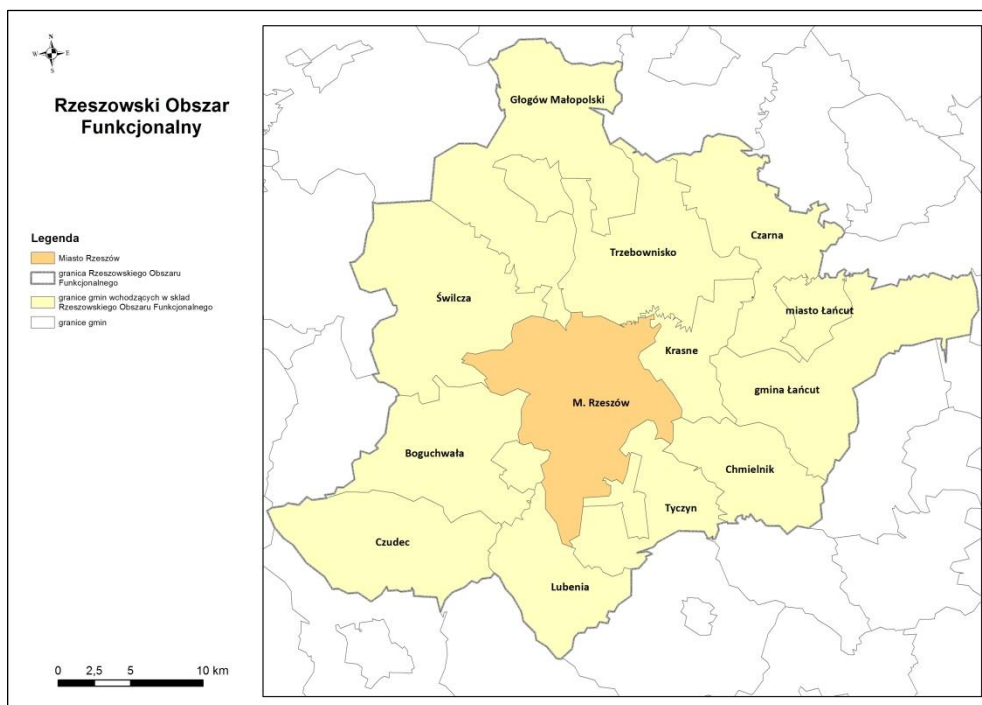 N
W E
S
Rzeszowski Obszar
Funkcjonalny
Legenda
Miasto Rzeszów
granica Rzeszowskiego Obszaru
Funkcjonalnego
granice gmin wchodzących w skład
Rzeszowskiego Obszaru Funkcjonalnego
granice gmin
0 2,5 5 10 km
Głogów Małopolski
Czarna
Trzebownisko
Świlcza
miasto Łańcut
Krasne
gmina Łańcut
M. Rzeszów
Boguchwała
Chmielnik
Tyczyn
Czudec
Lubenia